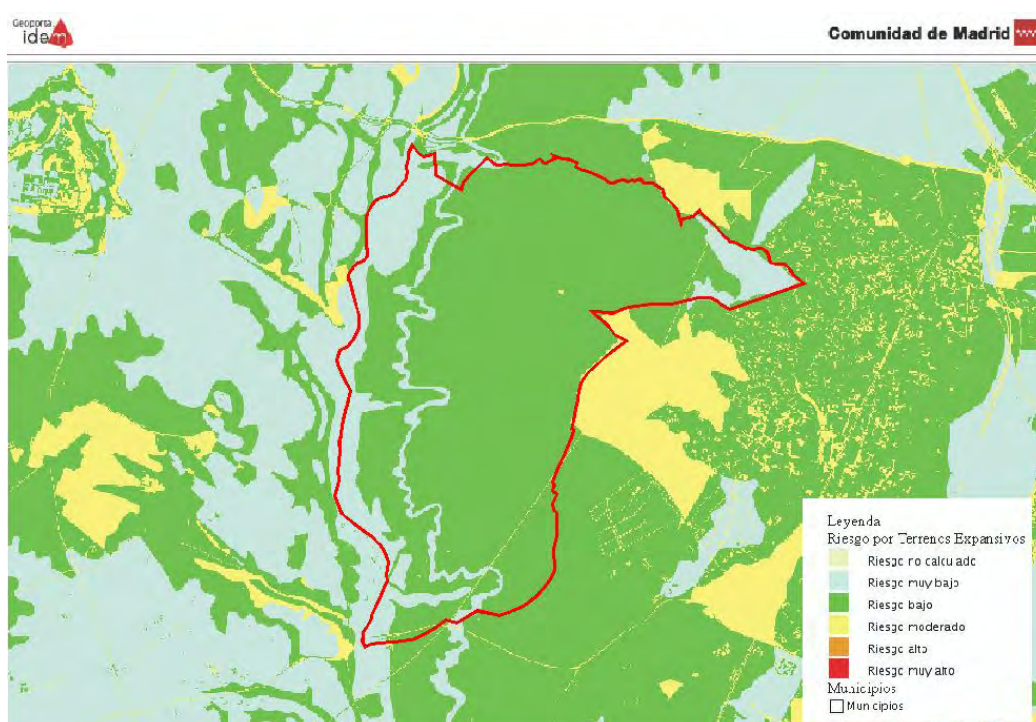 Geoporta
idem
Comunidad de Madrid
Leyenda
Riesgo por Terrenos Expansivos
Riesgo no calculado
Riesgo muy bajo
Riesgo bajo
Riesgo moderado
Riesgo alto
Riesgo muy alto
Municipios
Municipios